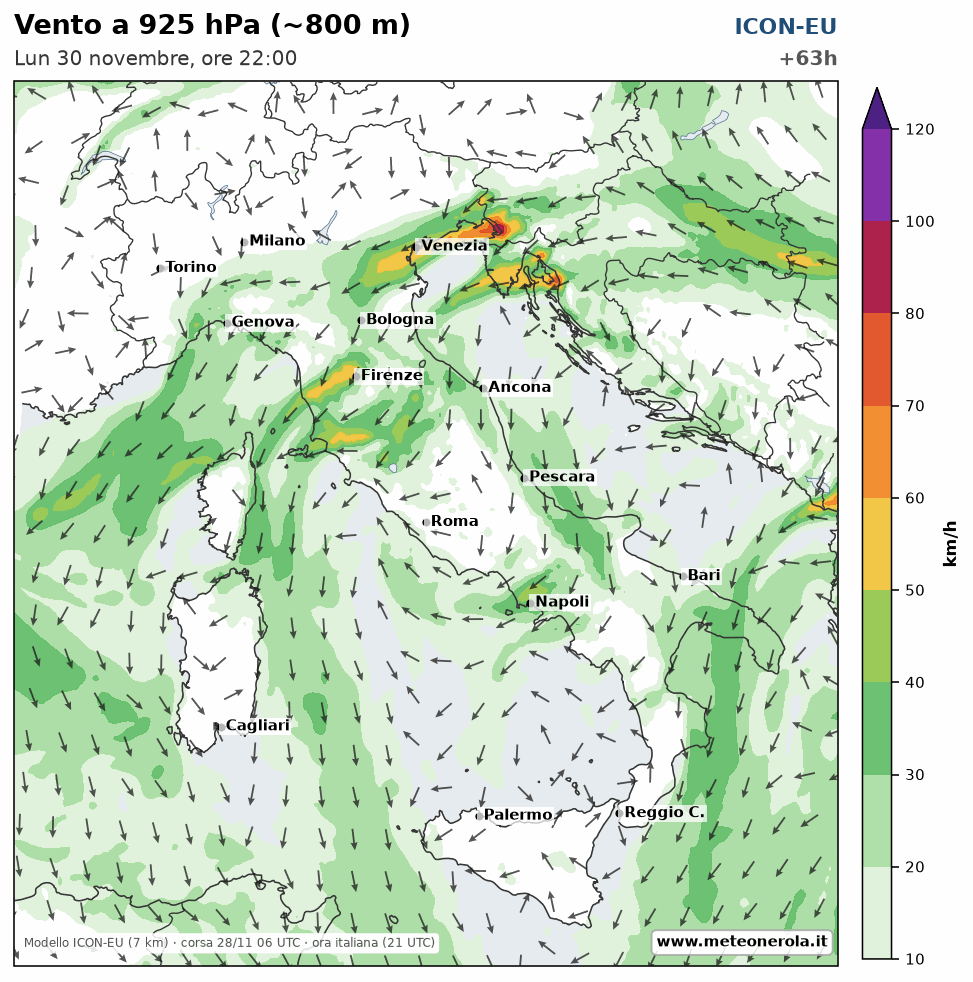 Vento a 925 hPa (~800 m)
ICON-EU
Lun 30 novembre, ore 22:00
+63h
Milano
Venezia
Torino
Genova
Bologna
Firenze
Ancona
Pescara
Roma
Bari
Napoli
Cagliari
Palermo
Reggio C.
Modello ICON-EU (7 km) · corsa 28/11 06 UTC · ora italiana (21 UTC)
www.meteonerola.it
120
100
80
70
60
50
40
30
20
10
km/h